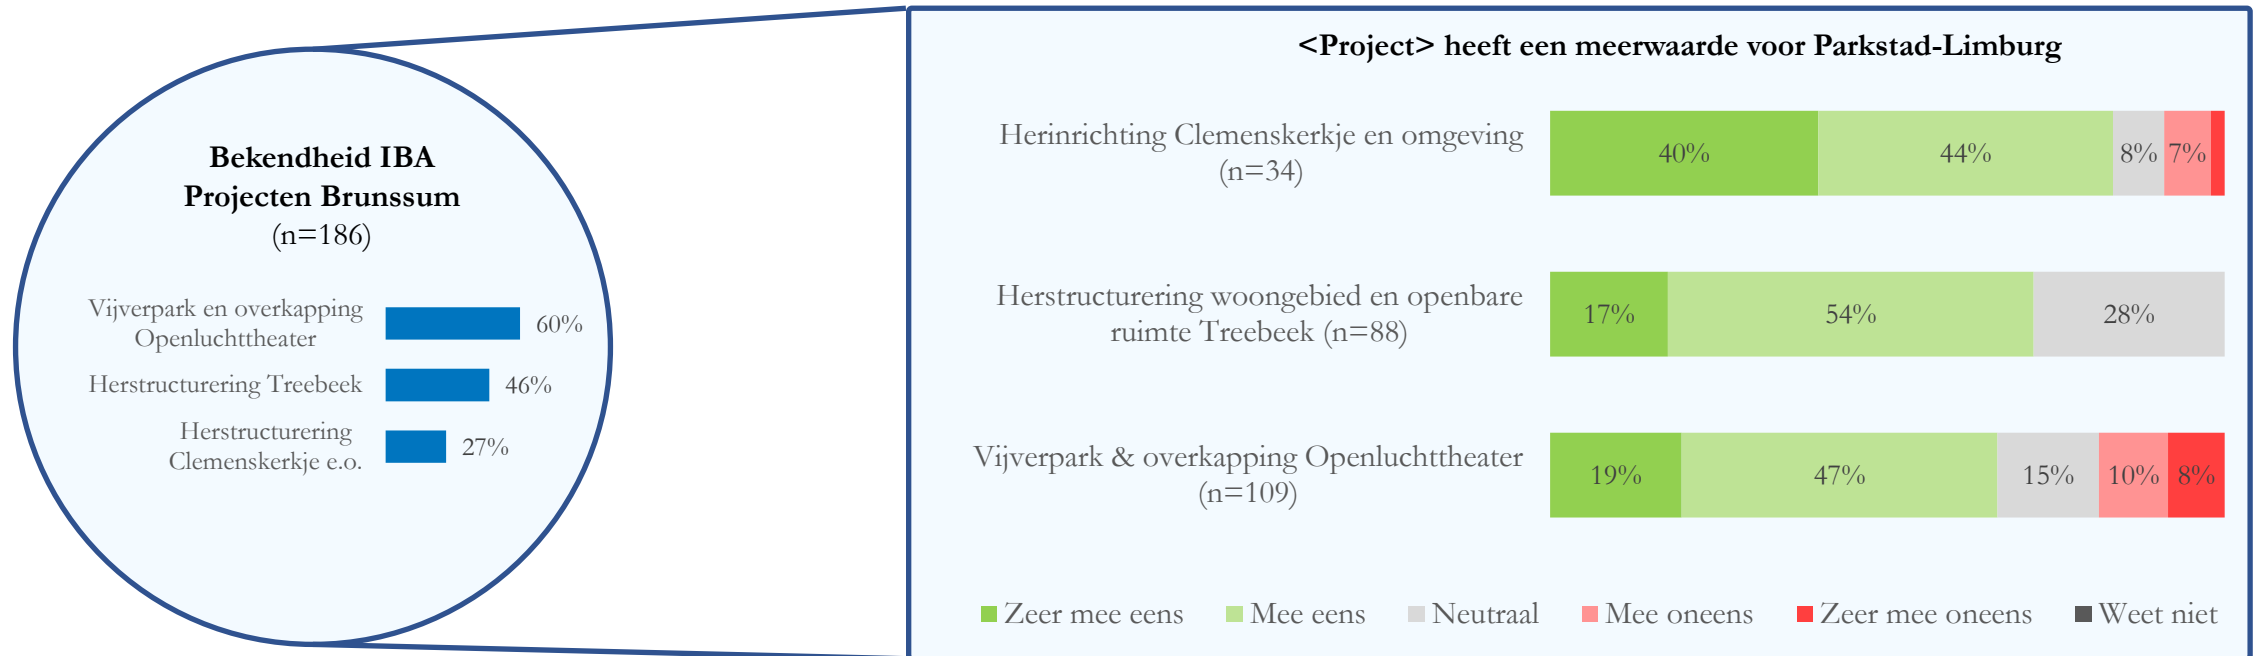 Bekendheid IBA
Projecten Brunssum
(n=186)
Vijverpark en overkapping
Openluchttheater
60%
Herstructurering Treebeek
46%
Herstructurering
Clemenskerkje e.o.
27%
<Project> heeft een meerwaarde voor Parkstad-Limburg
Herinrichting Clemenskerkje en omgeving
(n=34)
40% 44% 8% 7%
Herstructurering woongebied en openbare
ruimte Treebeek (n=88)
17% 54% 28%
Vijverpark & overkapping Openluchttheater
(n=109)
19% 47% 15% 10% 8%
Zeer mee eens Mee eens Neutraal Mee oneens Zeer mee oneens Weet niet